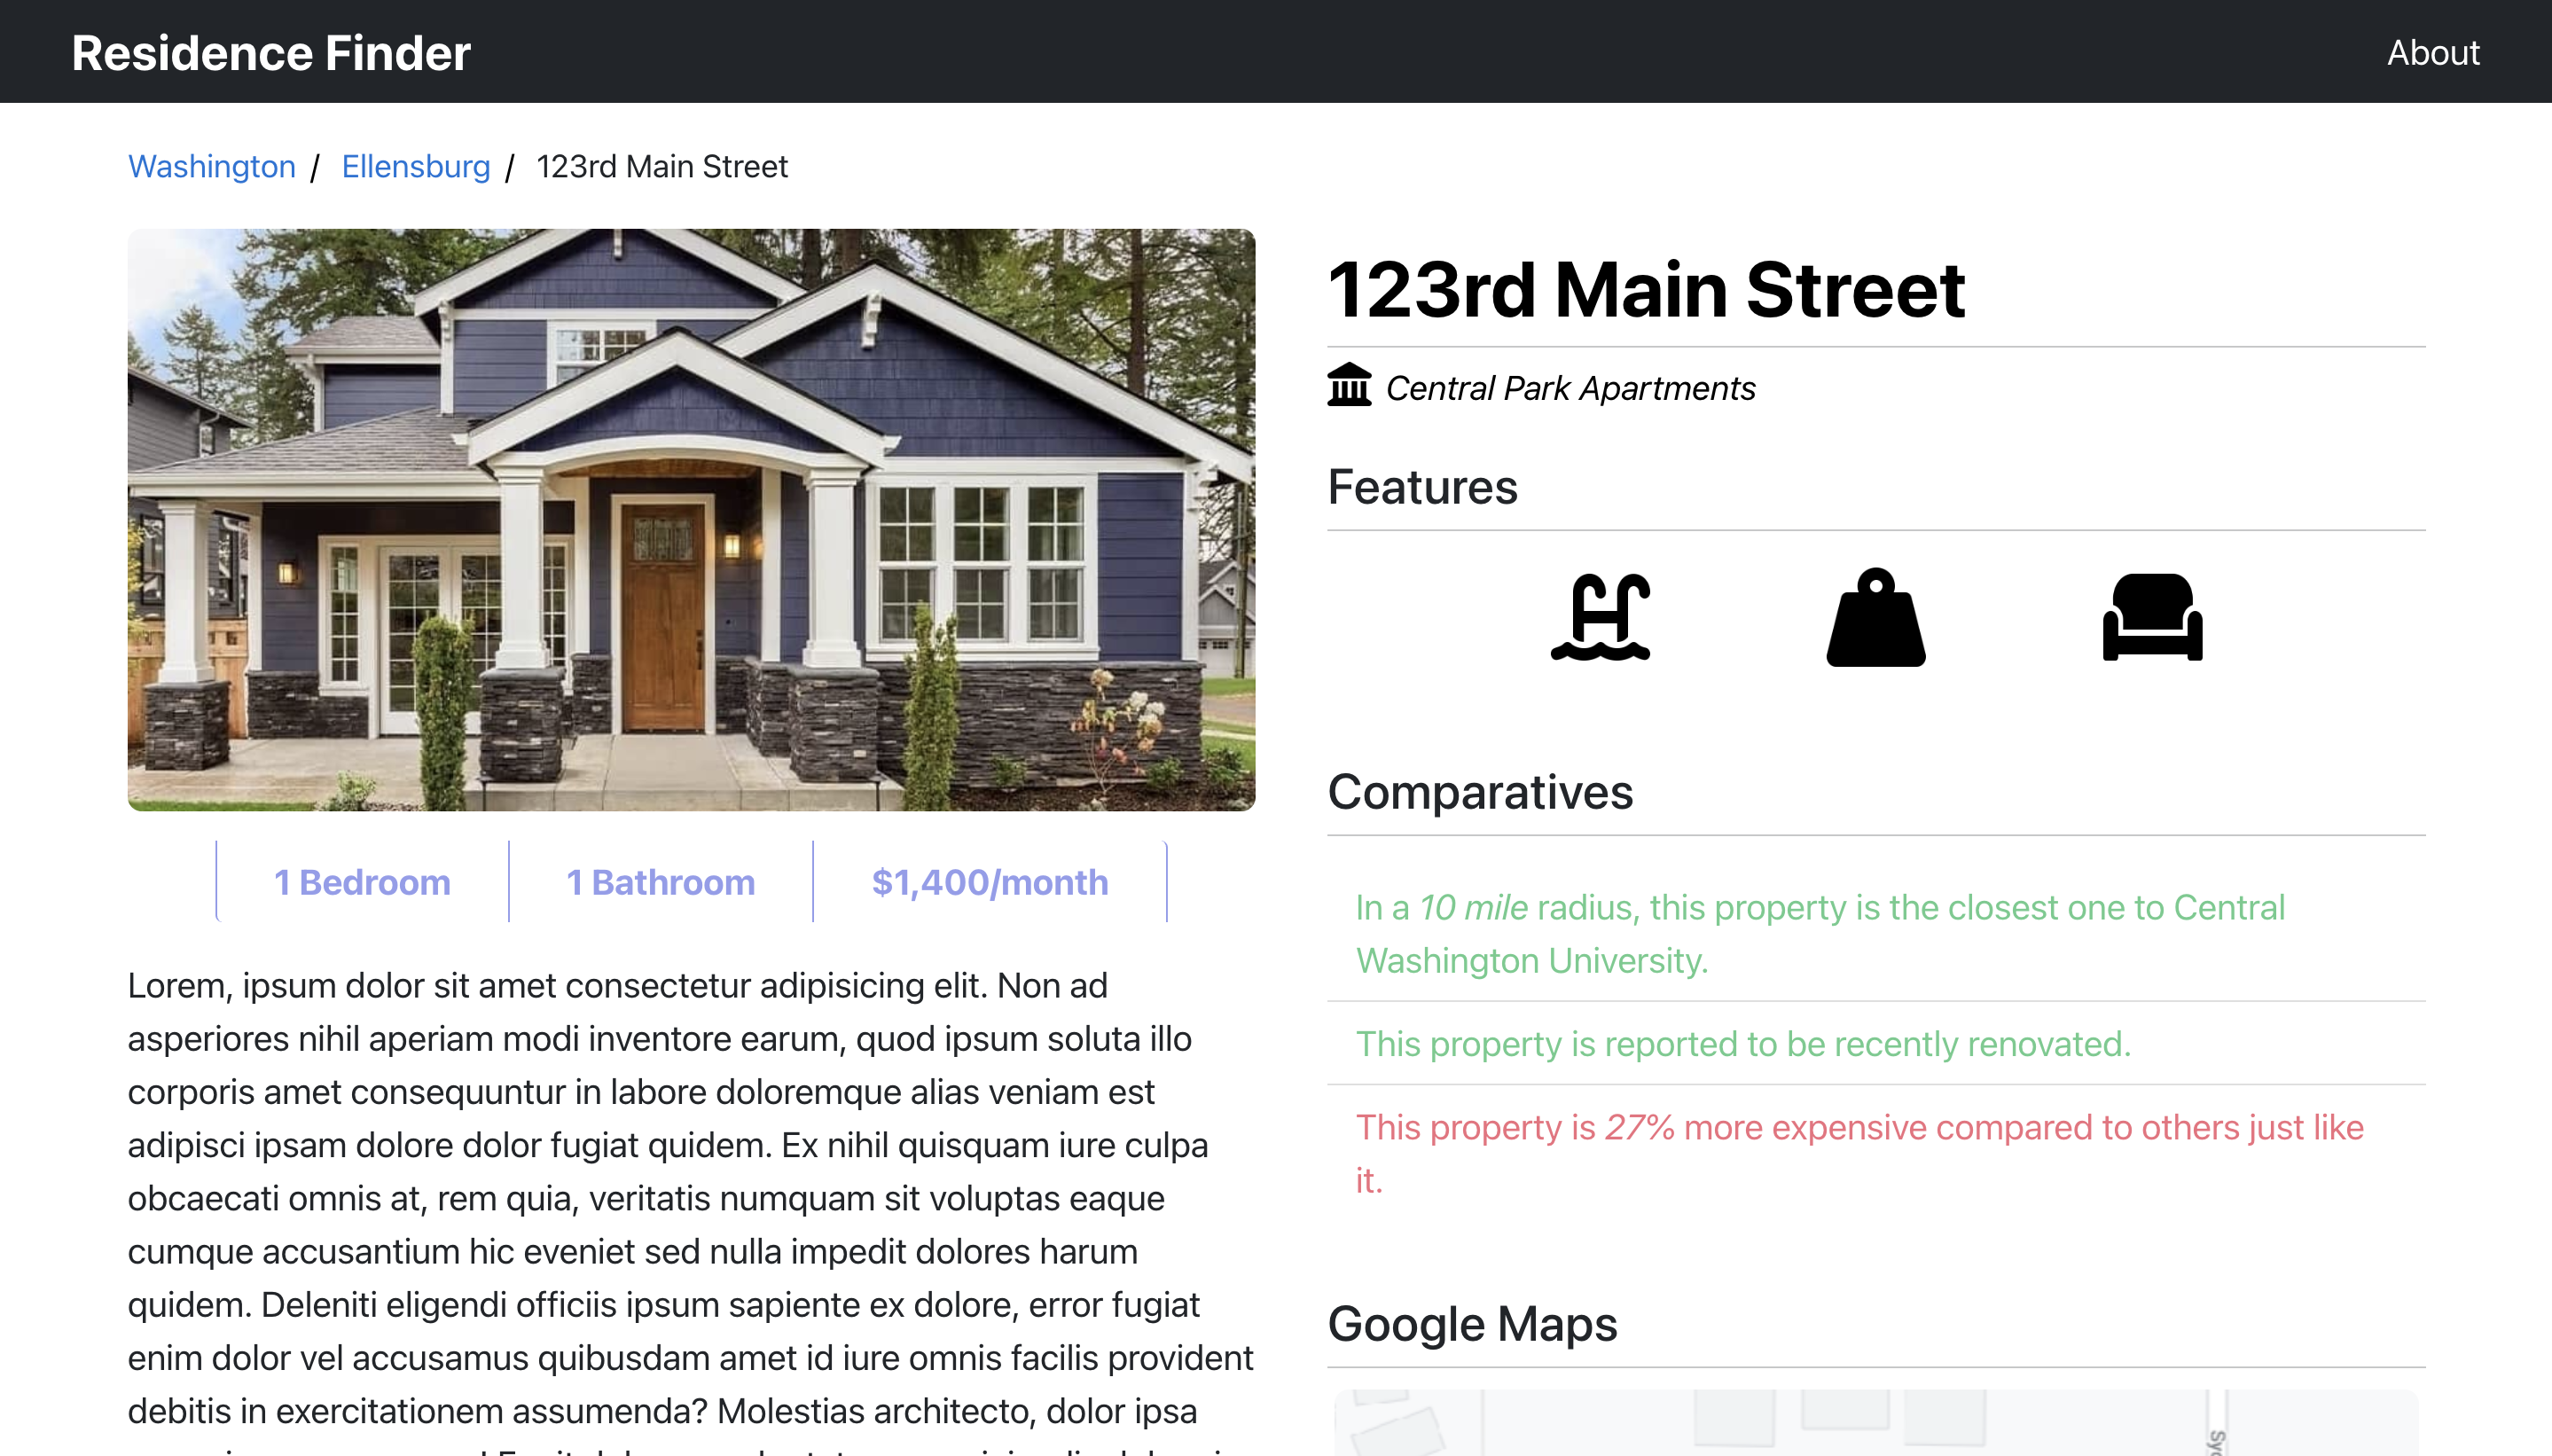 Residence Finder
About
Washington / Ellensburg / 123rd Main Street
1 Bedroom
1 Bathroom
$1,400/month
Lorem, ipsum dolor sit amet consectetur adipisicing elit. Non ad
asperiores nihil aperiam modi inventore earum, quod ipsum soluta illo
corporis amet consequuntur in labore doloremque alias veniam est
adipisci ipsam dolore dolor fugiat quidem. Ex nihil quisquam iure culpa
obcaecati omnis at, rem quia, veritatis numquam sit voluptas eaque
cumque accusantium hic eveniet sed nulla impedit dolores harum
quidem. Deleniti eligendi officiis ipsum sapiente ex dolore, error fugiat
enim dolor vel accusamus quibusdam amet id iure omnis facilis provident
debitis in exercitationem assumenda? Molestias architecto, dolor ipsa
123rd Main Street
Central Park Apartments
Features
Comparatives
In a 10 mile radius, this property is the closest one to Central
Washington University.
This property is reported to be recently renovated.
This property is 27% more expensive compared to others just like
it.
Google Maps